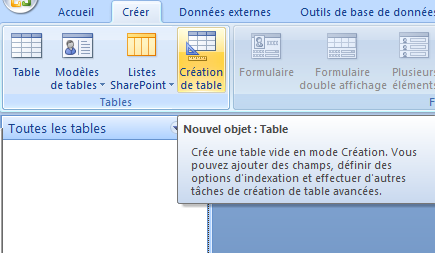 Accueil Créer Données externes Outils de base de données
Table Modèles de tables Listes SharePoint Création de table Formulaire Formulaire double affichage Plusieurs éléments
Tables F
Toutes les tables
Nouvel objet : Table
Crée une table vide en mode Création. Vous
pouvez ajouter des champs, définir des
options d'indexation et effectuer d'autres
tâches de création de table avancées.